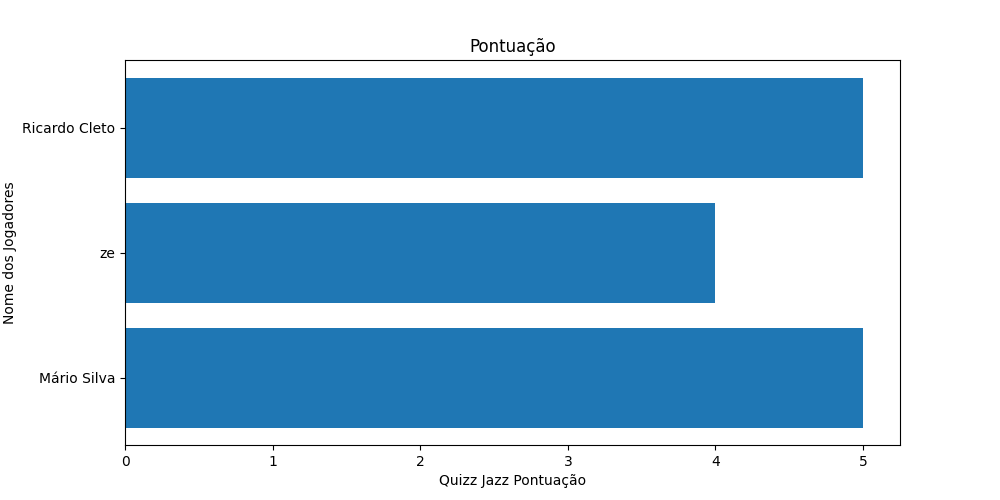 Pontuação
Nome dos Jogadores
Ricardo Cleto
ze
Mário Silva
0 1 2 3 4 5
Quizz Jazz Pontuação